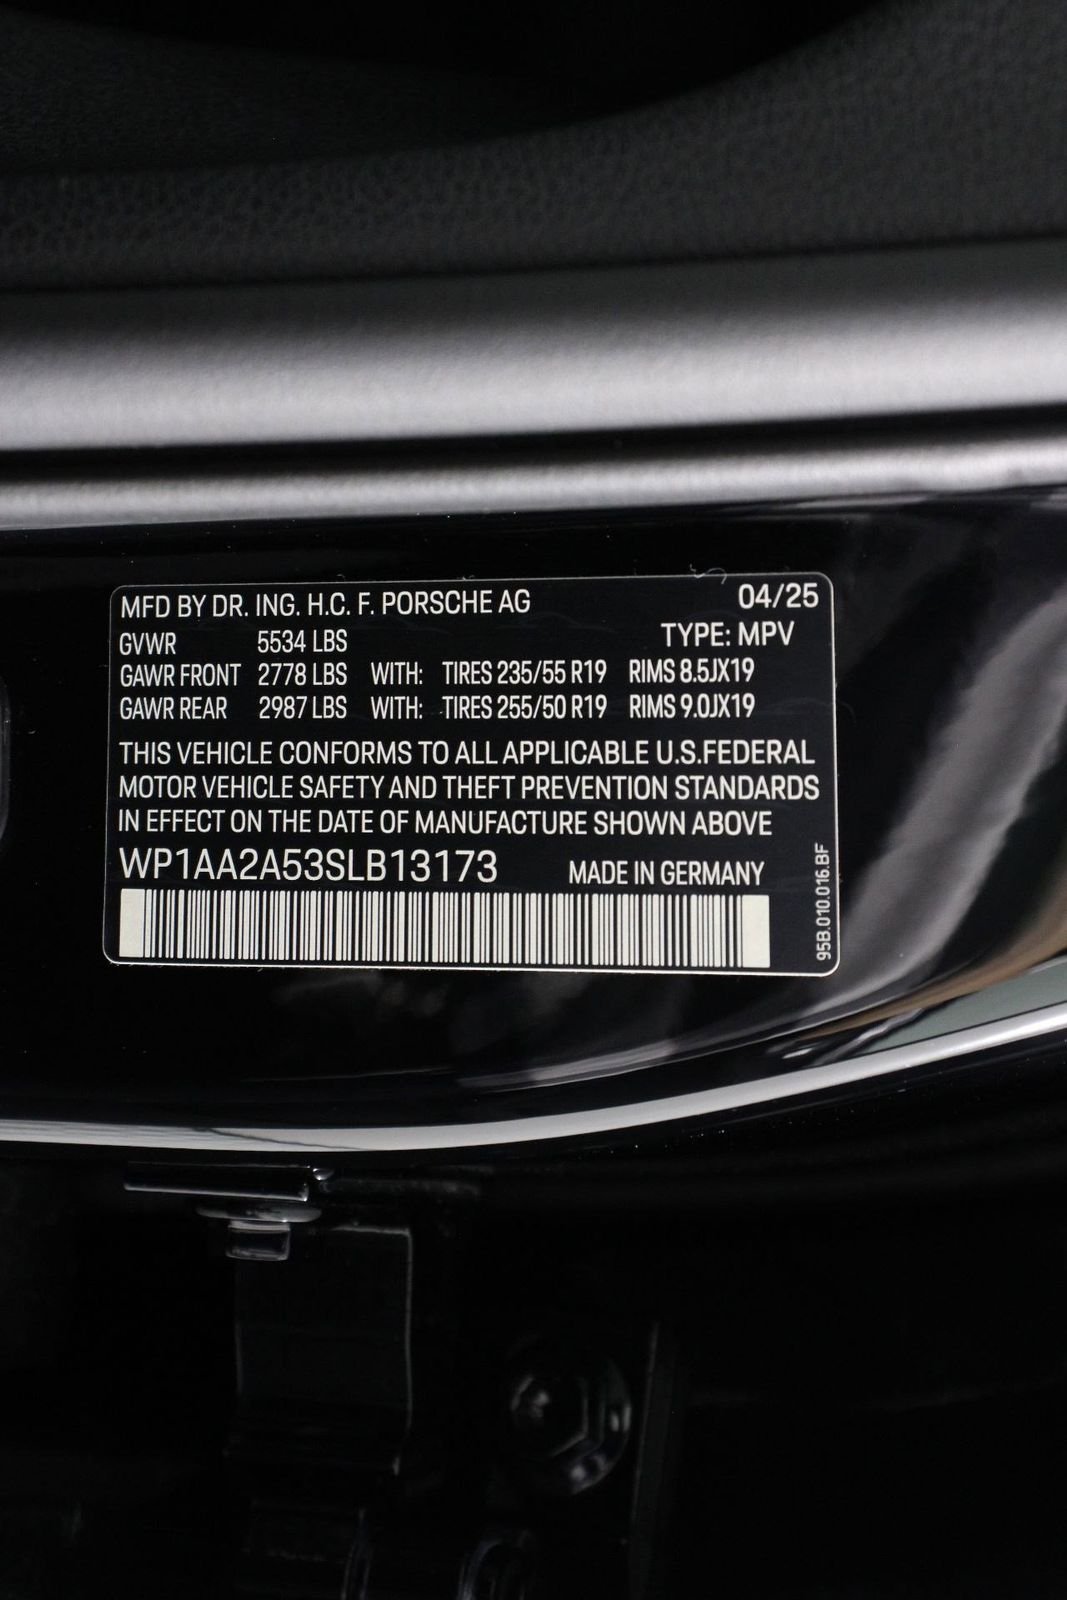 MFD BY DR. ING. H.C. F. PORSCHE AG 04/25
GVWR 5534 LBS TYPE: MPV
GAWR FRONT 2778 LBS WITH: TIRES 235/55 R19 RIMS 8.5JX19
GAWR REAR 2987 LBS WITH: TIRES 255/50 R19 RIMS 9.0JX19
THIS VEHICLE CONFORMS TO ALL APPLICABLE U.S.FEDERAL
MOTOR VEHICLE SAFETY AND THEFT PREVENTION STANDARDS
IN EFFECT ON THE DATE OF MANUFACTURE SHOWN ABOVE
WP1AA2A53SLB13173 MADE IN GERMANY
95B.010.016.BF